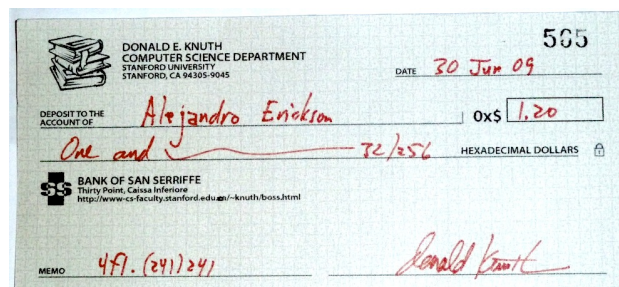 565
DONALD E. KNUTH
COMPUTER SCIENCE DEPARTMENT
STANFORD UNIVERSITY
STANFORD, CA 94305-9045
DATE 30 Jun 09
DEPOSIT TO THE
ACCOUNT OF Alejandro Erickson 0x$ 1.20
One and 32/256 HEXADECIMAL DOLLARS
BANK OF SAN SERRIFFE
Thirty Point, Caissa Inferiore
http://www-cs-faculty.stanford.edu/~knuth/boss.html
MEMO 4f1. (241)241 Donald Knuth